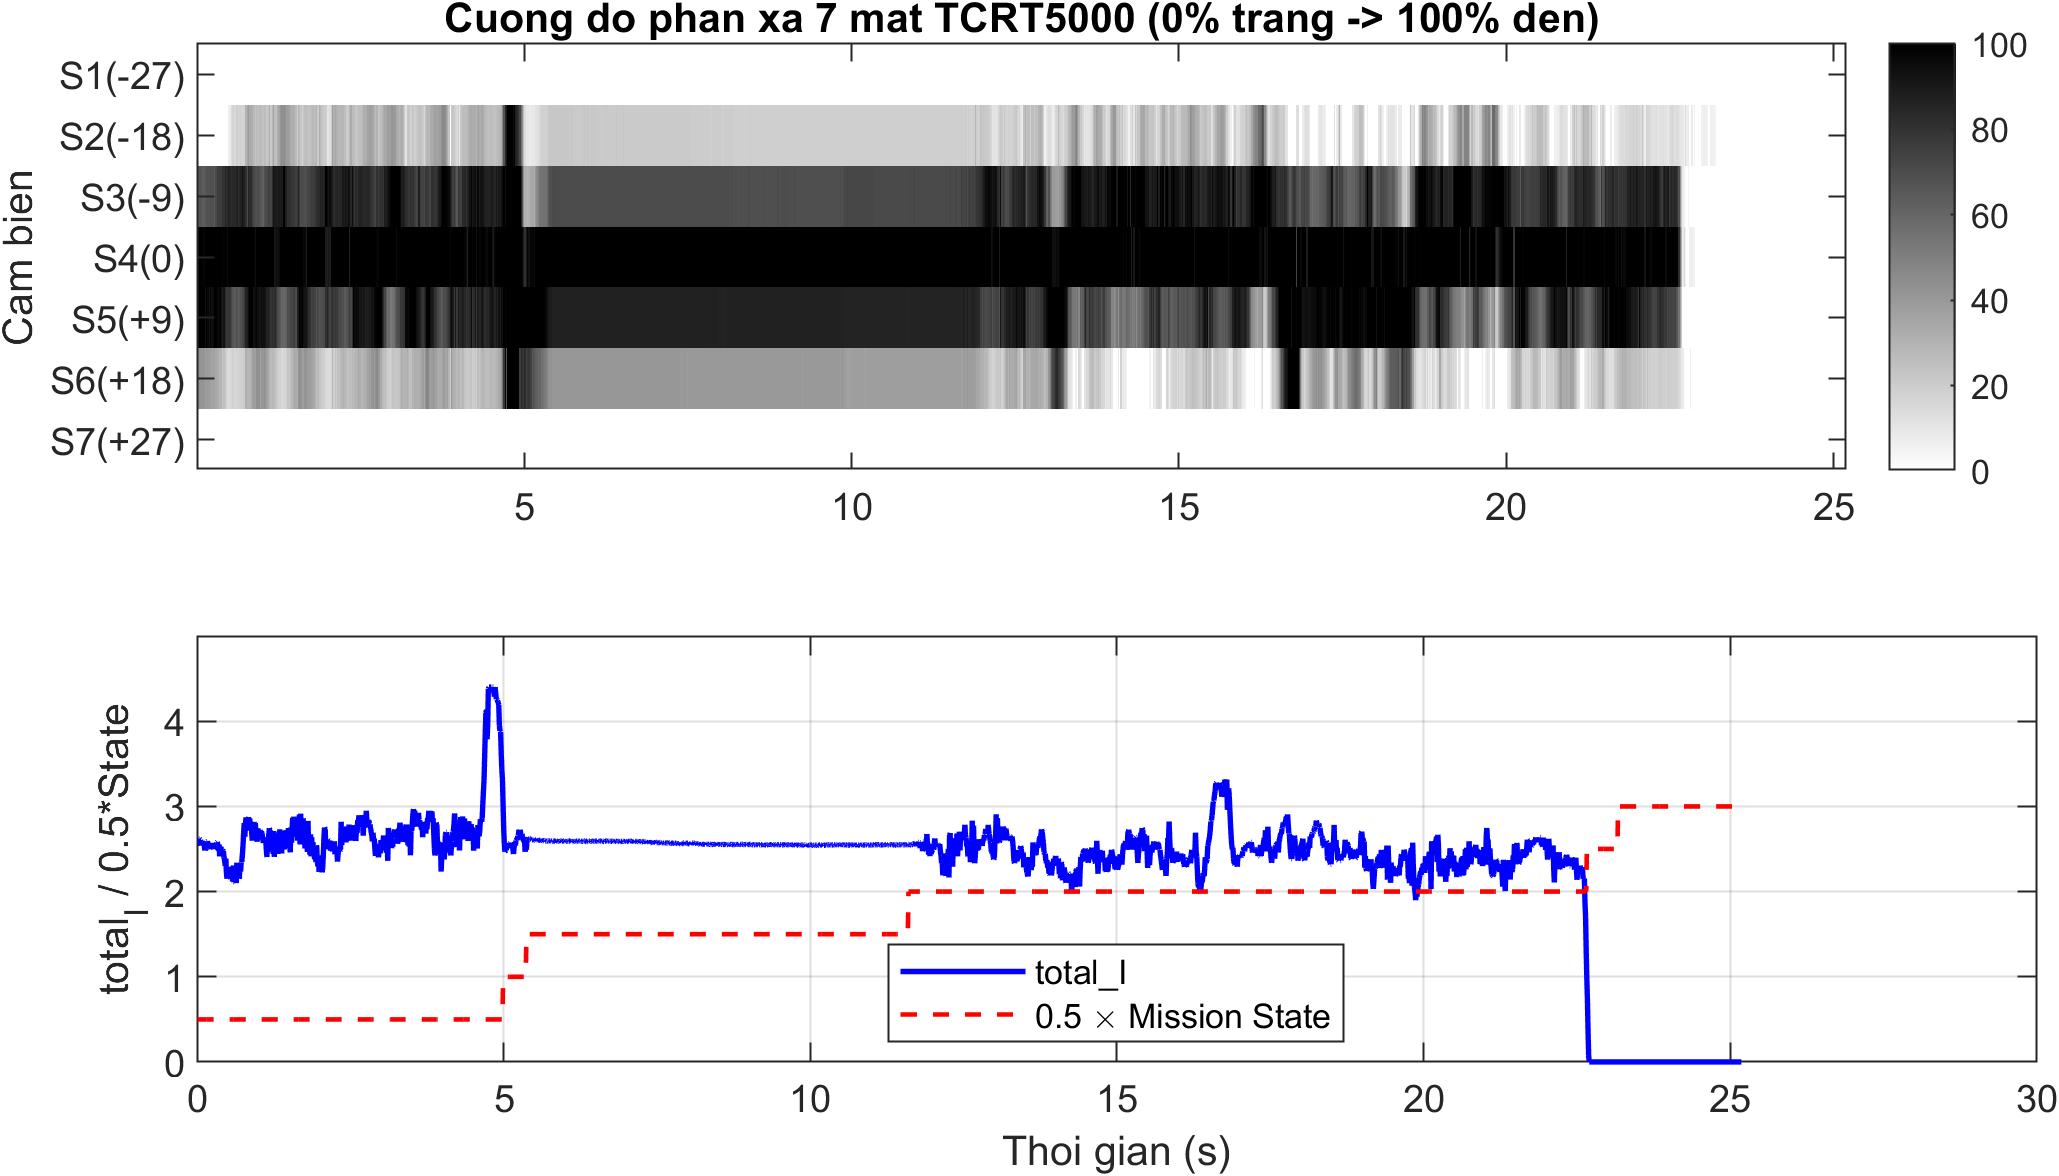 Cuong do phan xa 7 mat TCRT5000 (0% trang -> 100% den)
Cam bien
S1(-27)
S2(-18)
S3(-9)
S4(0)
S5(+9)
S6(+18)
S7(+27)
5 10 15 20 25
100
80
60
40
20
0
total_I / 0.5*State
4
3
2
1
0
total_I
0.5 × Mission State
0 5 10 15 20 25 30
Thoi gian (s)